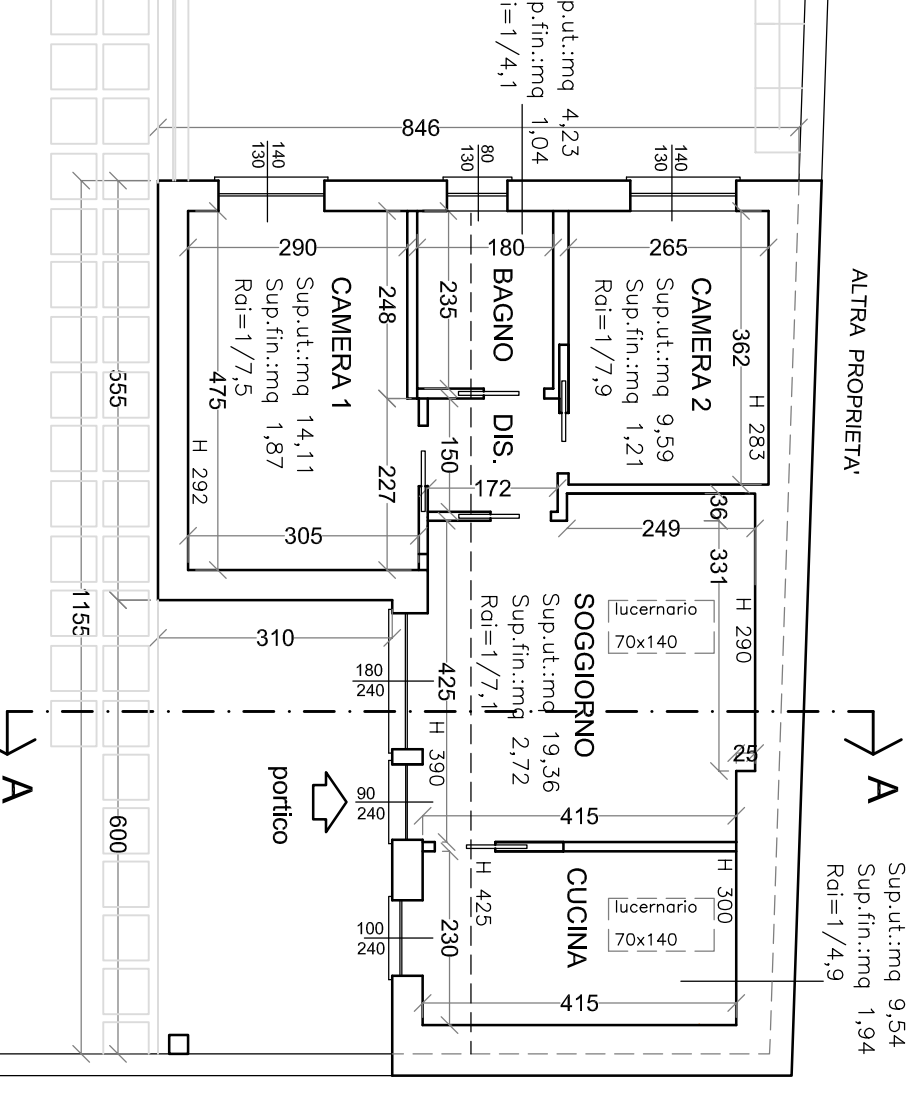 ALTRA PROPRIETA'
p.ut.:mq 4,23
p.fin.:mq 1,04
i=1/4,1
846
140
130
80
130
140
130
290
180
265
CAMERA 1
Sup.ut.:mq 14,11
Sup.fin.:mq 1,87
Rai=1/7,5
H 292
248
475
227
305
BAGNO
235
DIS.
150
172
CAMERA 2
Sup.ut.:mq 9,59
Sup.fin.:mq 1,21
Rai=1/7,9
362
H 283
36
249
331
H 290
lucernario
70x140
SOGGIORNO
Sup.ut.:mq 19,36
Sup.fin.:mq 2,72
Rai=1/7,1
425
H 390
25
415
180
240
90
240
100
240
310
portico
CUCINA
H 300
H 425
lucernario
70x140
230
415
Sup.ut.:mq 9,54
Sup.fin.:mq 1,94
Rai=1/4,9
555
1155
600
A
A